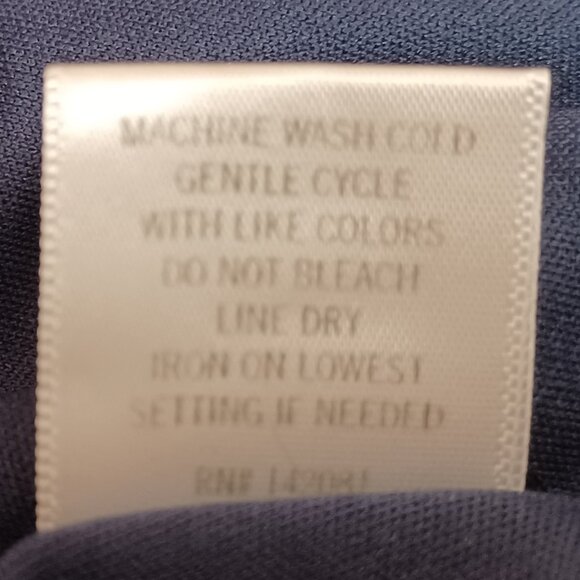 MACHINE WASH COLD
GENTLE CYCLE
WITH LIKE COLORS
DO NOT BLEACH
LINE DRY
IRON ON LOWEST
SETTING IF NEEDED
RN#